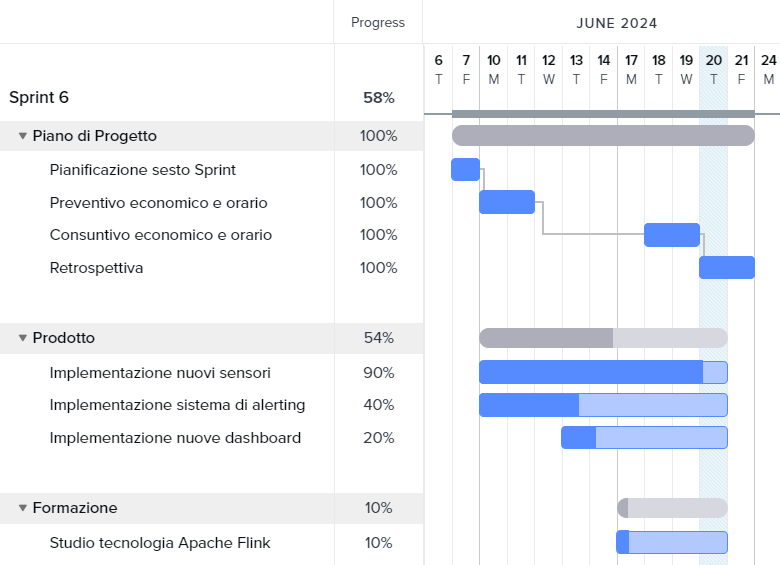 Progress JUNE 2024
6 7 10 11 12 13 14 17 18 19 20 21 24
T F M T W T F M T W T F M
Sprint 6 58%
Piano di Progetto 100%
Pianificazione sesto Sprint 100%
Preventivo economico e orario 100%
Consuntivo economico e orario 100%
Retrospettiva 100%
Prodotto 54%
Implementazione nuovi sensori 90%
Implementazione sistema di alerting 40%
Implementazione nuove dashboard 20%
Formazione 10%
Studio tecnologia Apache Flink 10%